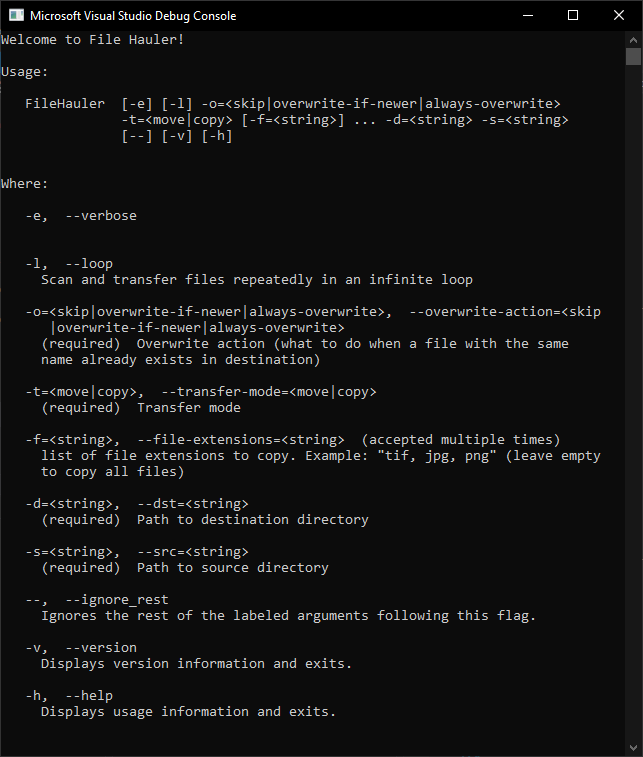 Microsoft Visual Studio Debug Console
Welcome to File Hauler!
Usage:
FileHauler  [-e] [-l] -o=<skip|overwrite-if-newer|always-overwrite>
-t=<move|copy> [-f=<string>] ... -d=<string> -s=<string>
[--] [-v] [-h]
Where:
-e,  --verbose
-l,  --loop
Scan and transfer files repeatedly in an infinite loop
-o=<skip|overwrite-if-newer|always-overwrite>,  --overwrite-action=<skip
|overwrite-if-newer|always-overwrite>
(required)  Overwrite action (what to do when a file with the same
name already exists in destination)
-t=<move|copy>,  --transfer-mode=<move|copy>
(required)  Transfer mode
-f=<string>,  --file-extensions=<string>  (accepted multiple times)
list of file extensions to copy. Example: "tif, jpg, png" (leave empty
to copy all files)
-d=<string>,  --dst=<string>
(required)  Path to destination directory
-s=<string>,  --src=<string>
(required)  Path to source directory
--,  --ignore_rest
Ignores the rest of the labeled arguments following this flag.
-v,  --version
Displays version information and exits.
-h,  --help
Displays usage information and exits.